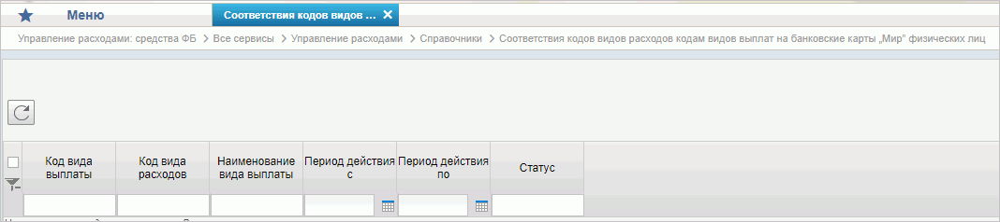 Меню
Соответствия кодов видов ...
Управление расходами: средства ФБ > Все сервисы > Управление расходами > Справочники > Соответствия кодов видов расходов кодам видов выплат на банковские карты „Мир” физических лиц
Код вида выплаты
Код вида расходов
Наименование вида выплаты
Период действия с
Период действия по
Статус